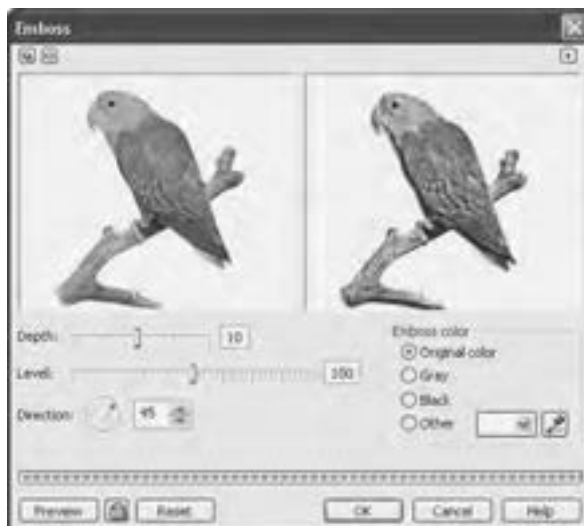 Emboss
Depth: 10
Level: 100
Direction: 45
Emboss color
Original color
Gray
Black
Other
Preview Reset OK Cancel Help